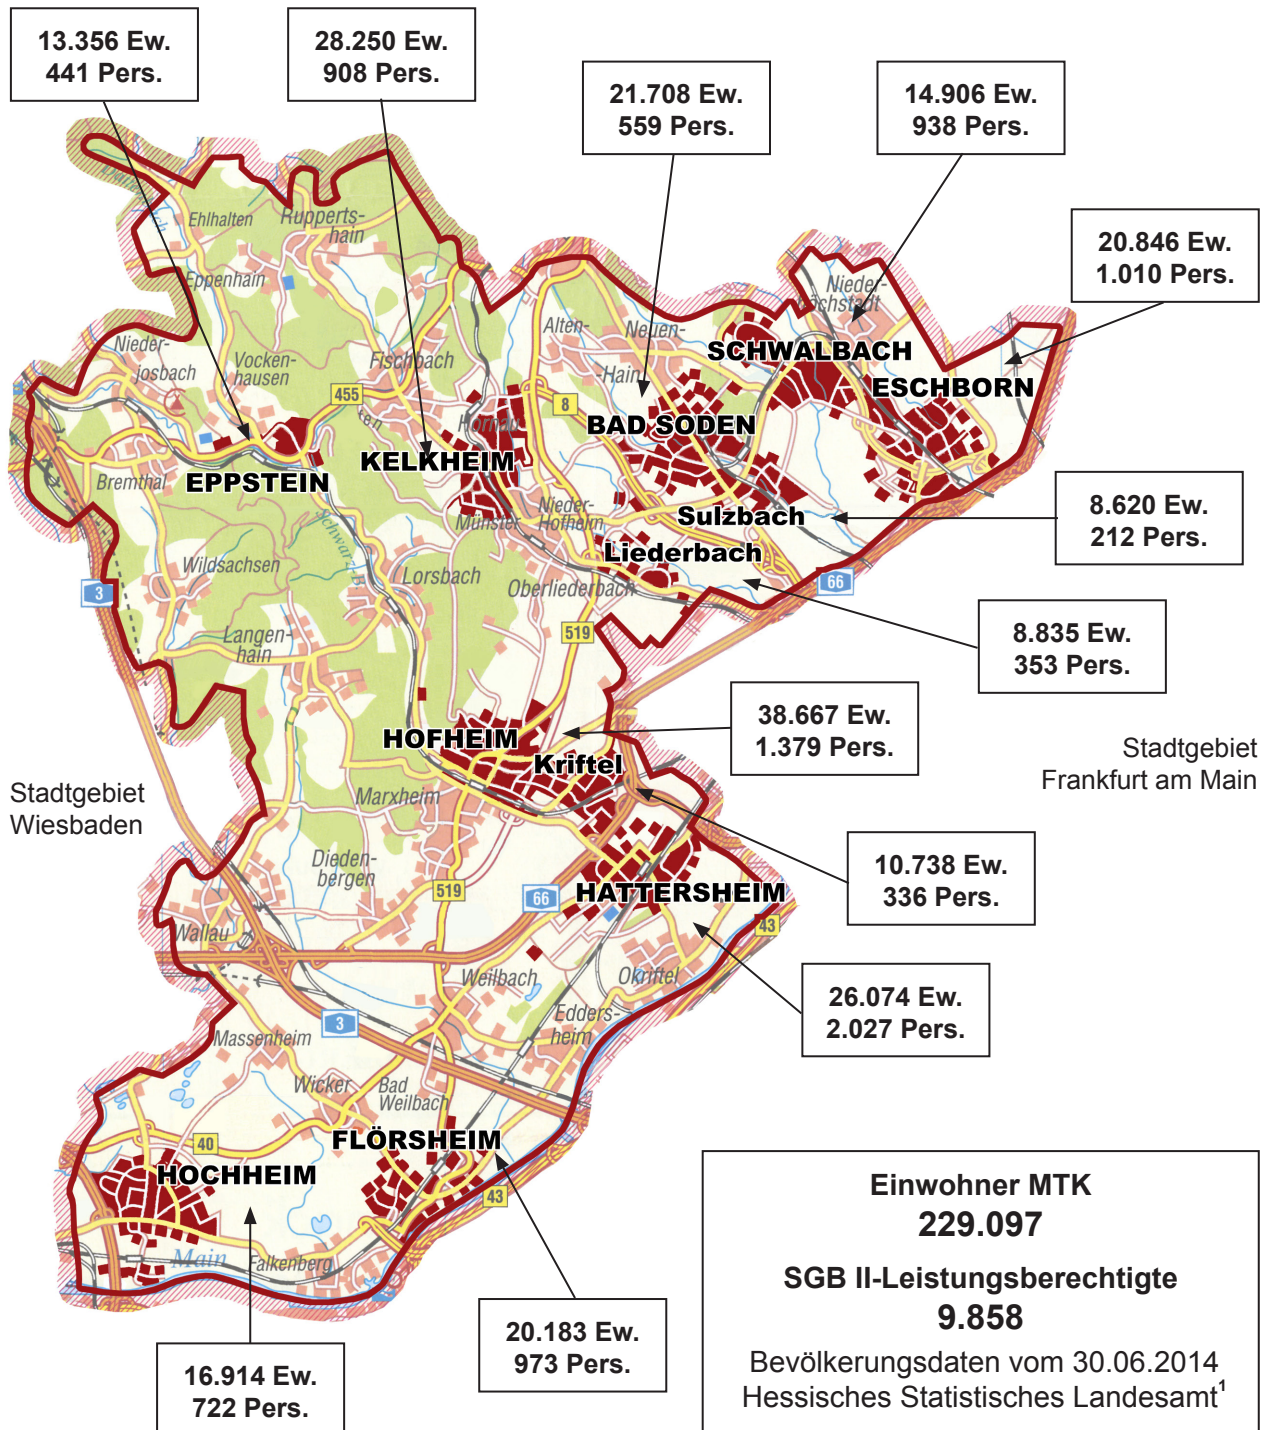 13.356 Ew.
441 Pers.
28.250 Ew.
908 Pers.
21.708 Ew.
559 Pers.
14.906 Ew.
938 Pers.
20.846 Ew.
1.010 Pers.
Ehlhalten
Rupperts-
hain
Eppenhain
Nieder-
höchstadt
Alten-
Neuen-
-Hain
SCHWALBACH
ESCHBORN
Nieder-
josbach
Vocken-
hausen
Fischbach
455
8
Hornau
BAD SODEN
KELKHEIM
EPPSTEIN
Bremthal
Münster
Nieder-
Hofheim
Sulzbach
Liederbach
8.620 Ew.
212 Pers.
Schwarz-B.
Wildsachsen
Lorsbach
Oberliederbach
66
3
Langen-
hain
519
8.835 Ew.
353 Pers.
38.667 Ew.
1.379 Pers.
HOFHEIM
Kriftel
Stadtgebiet
Frankfurt am Main
Stadtgebiet
Wiesbaden
Marxheim
Dieden-
bergen
519
66
HATTERSHEIM
10.738 Ew.
336 Pers.
43
Wallau
Weilbach
Okriftel
26.074 Ew.
2.027 Pers.
3
Massenheim
Edders-
heim
Wicker
Bad
Weilbach
40
FLÖRSHEIM
HOCHHEIM
43
Main
Falkenberg
16.914 Ew.
722 Pers.
20.183 Ew.
973 Pers.
Einwohner MTK
229.097
SGB II-Leistungsberechtigte
9.858
Bevölkerungsdaten vom 30.06.2014
Hessisches Statistisches Landesamt¹